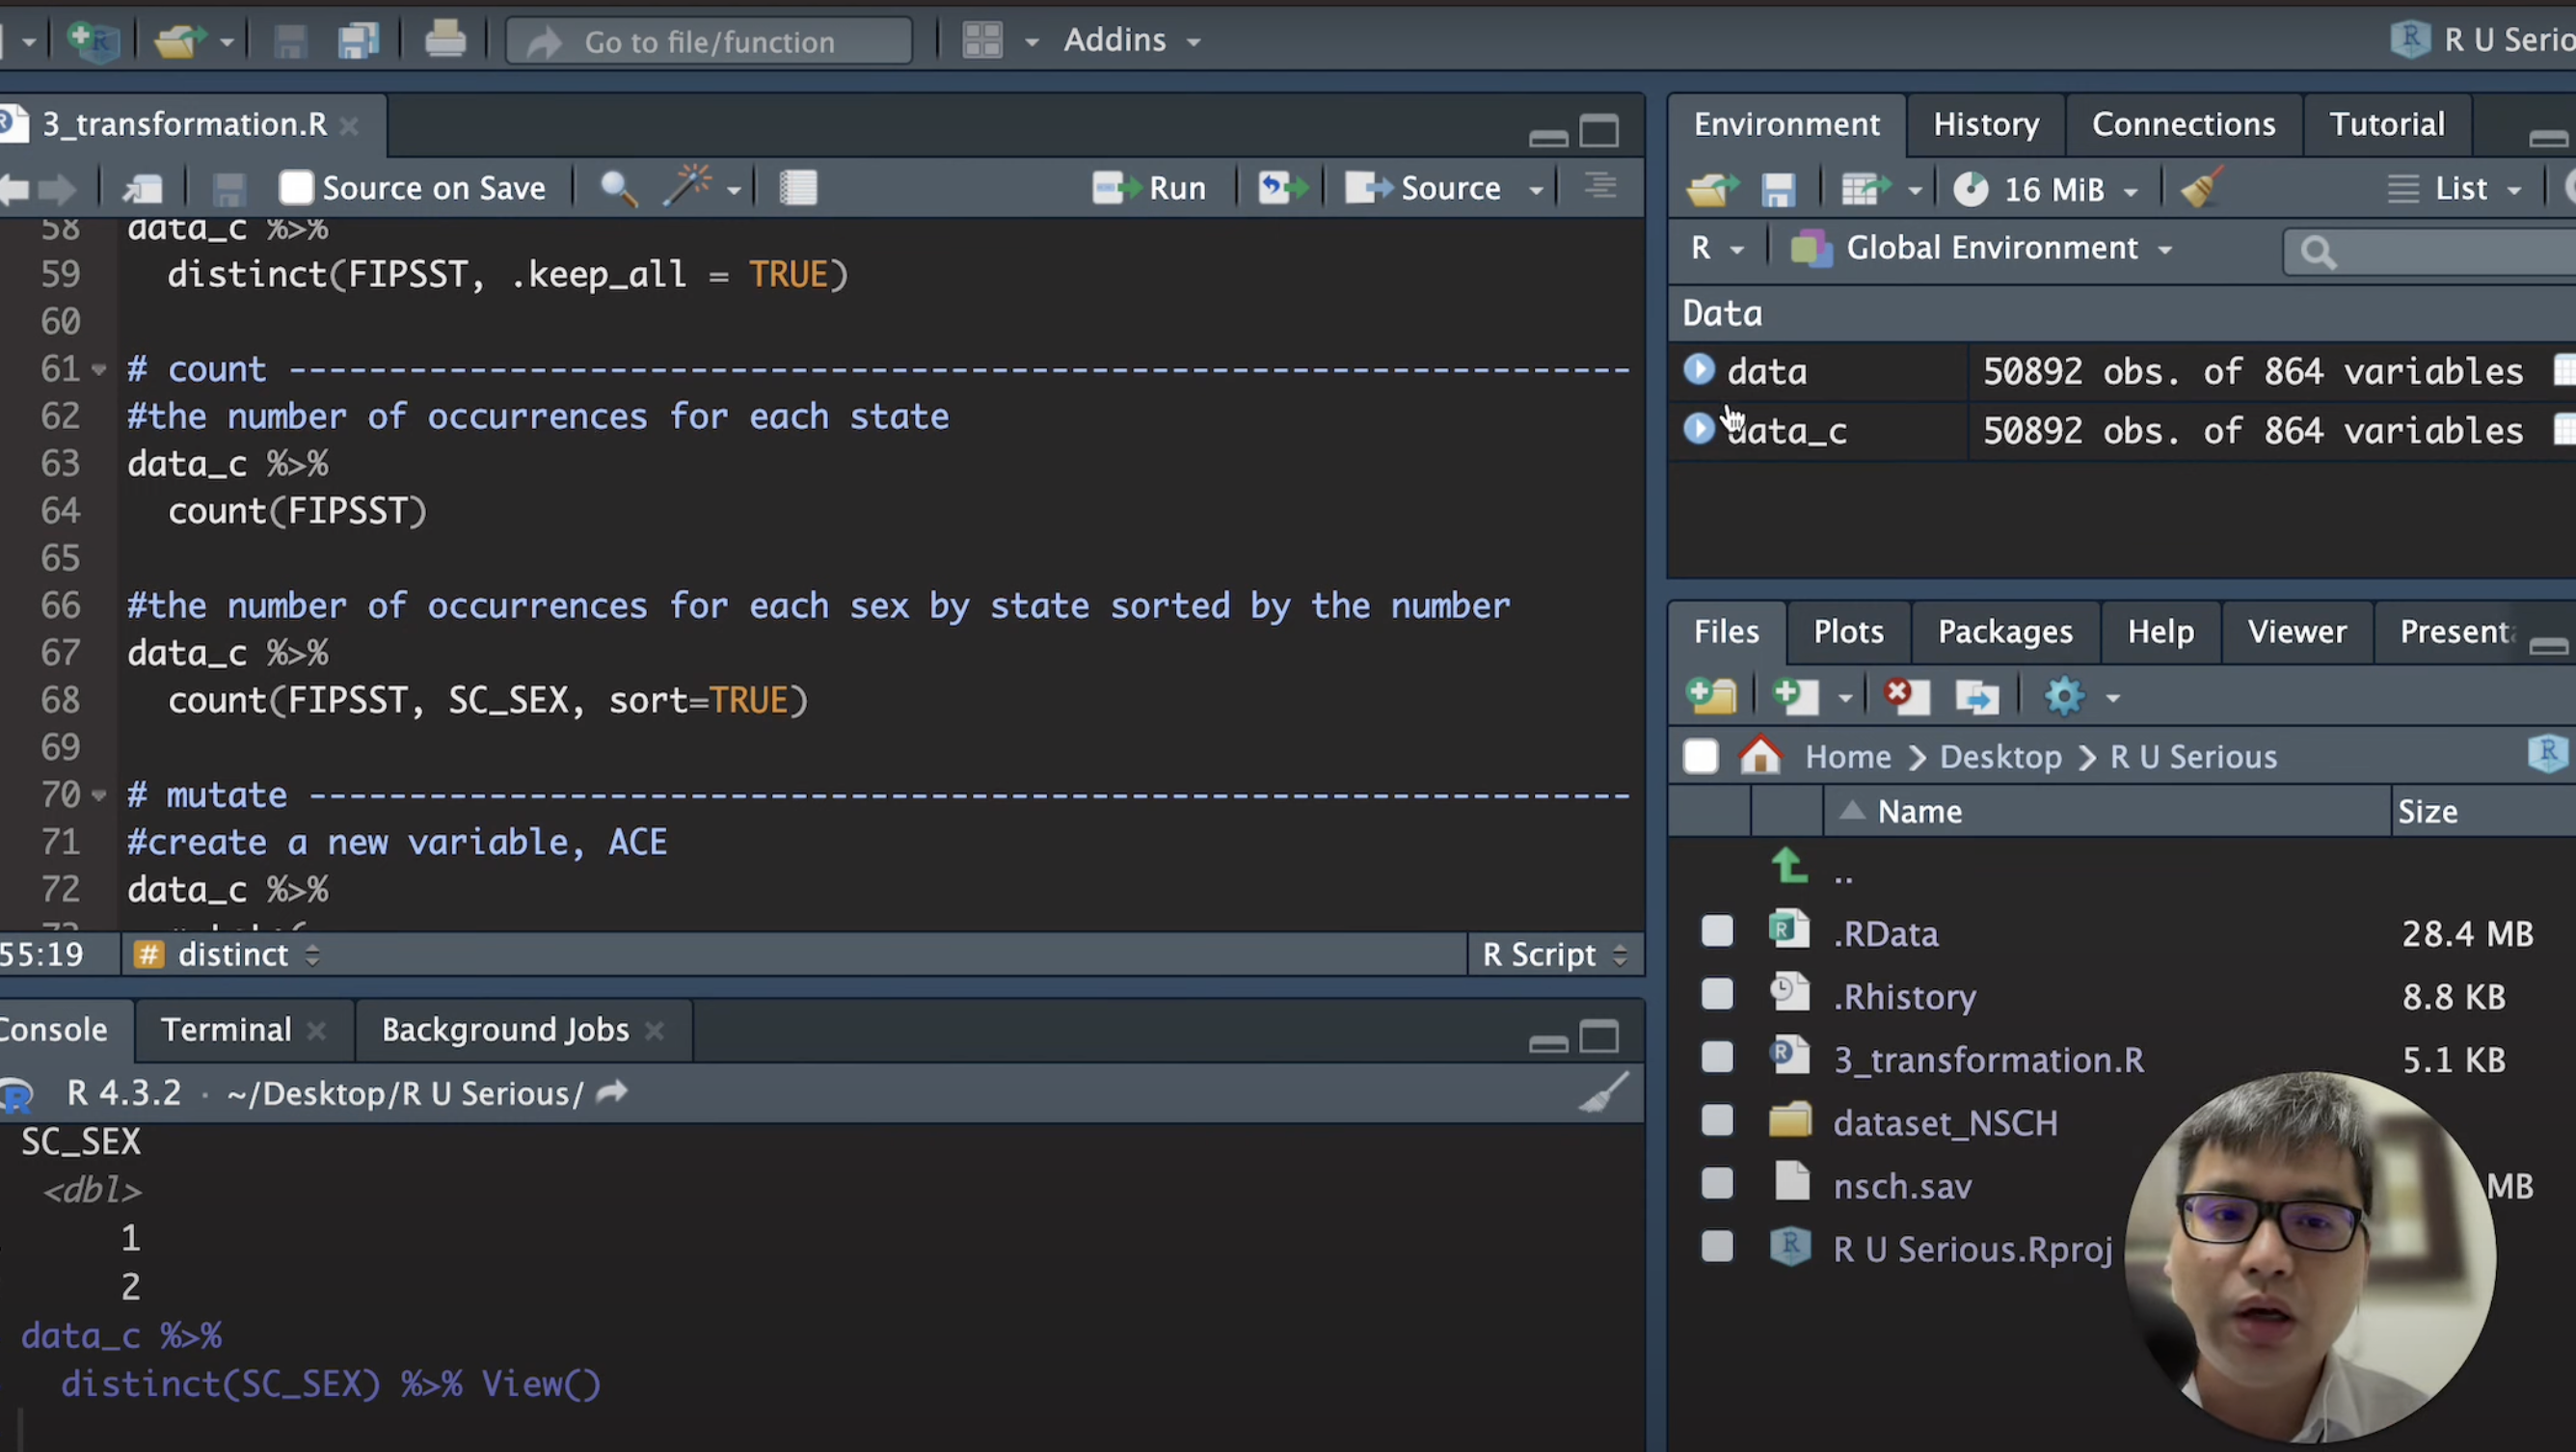 Go to file/function
Addins
R U Serio
3_transformation.R
Source on Save
Run
Source
58 data_c %>%
59 distinct(FIPSST, .keep_all = TRUE)
60
61 # count -------------------------------------------------------------------
62 #the number of occurrences for each state
63 data_c %>%
64 count(FIPSST)
65
66 #the number of occurrences for each sex by state sorted by the number
67 data_c %>%
68 count(FIPSST, SC_SEX, sort=TRUE)
69
70 # mutate ------------------------------------------------------------------
71 #create a new variable, ACE
72 data_c %>%
55:19
# distinct
R Script
Console
Terminal
Background Jobs
R 4.3.2 · ~/Desktop/R U Serious/
SC_SEX
<dbl>
1
2
data_c %>%
distinct(SC_SEX) %>% View()
Environment
History
Connections
Tutorial
16 MiB
List
R
Global Environment
Data
data 50892 obs. of 864 variables
data_c 50892 obs. of 864 variables
Files
Plots
Packages
Help
Viewer
Present
Home > Desktop > R U Serious
Name
Size
..
.RData 28.4 MB
.Rhistory 8.8 KB
3_transformation.R 5.1 KB
dataset_NSCH
nsch.sav MB
R U Serious.Rproj